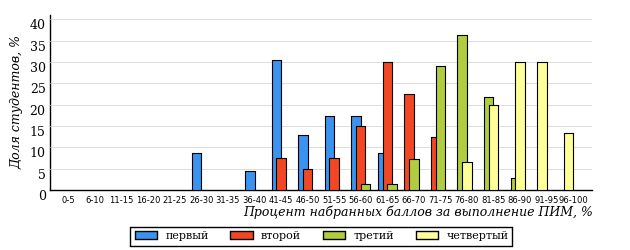 Доля студентов, %
40
35
30
25
20
15
10
5
0
0-5 6-10 11-15 16-20 21-25 26-30 31-35 36-40 41-45 46-50 51-55 56-60 61-65 66-70 71-75 76-80 81-85 86-90 91-95 96-100
Процент набранных баллов за выполнение ПИМ, %
первый второй третий четвертый